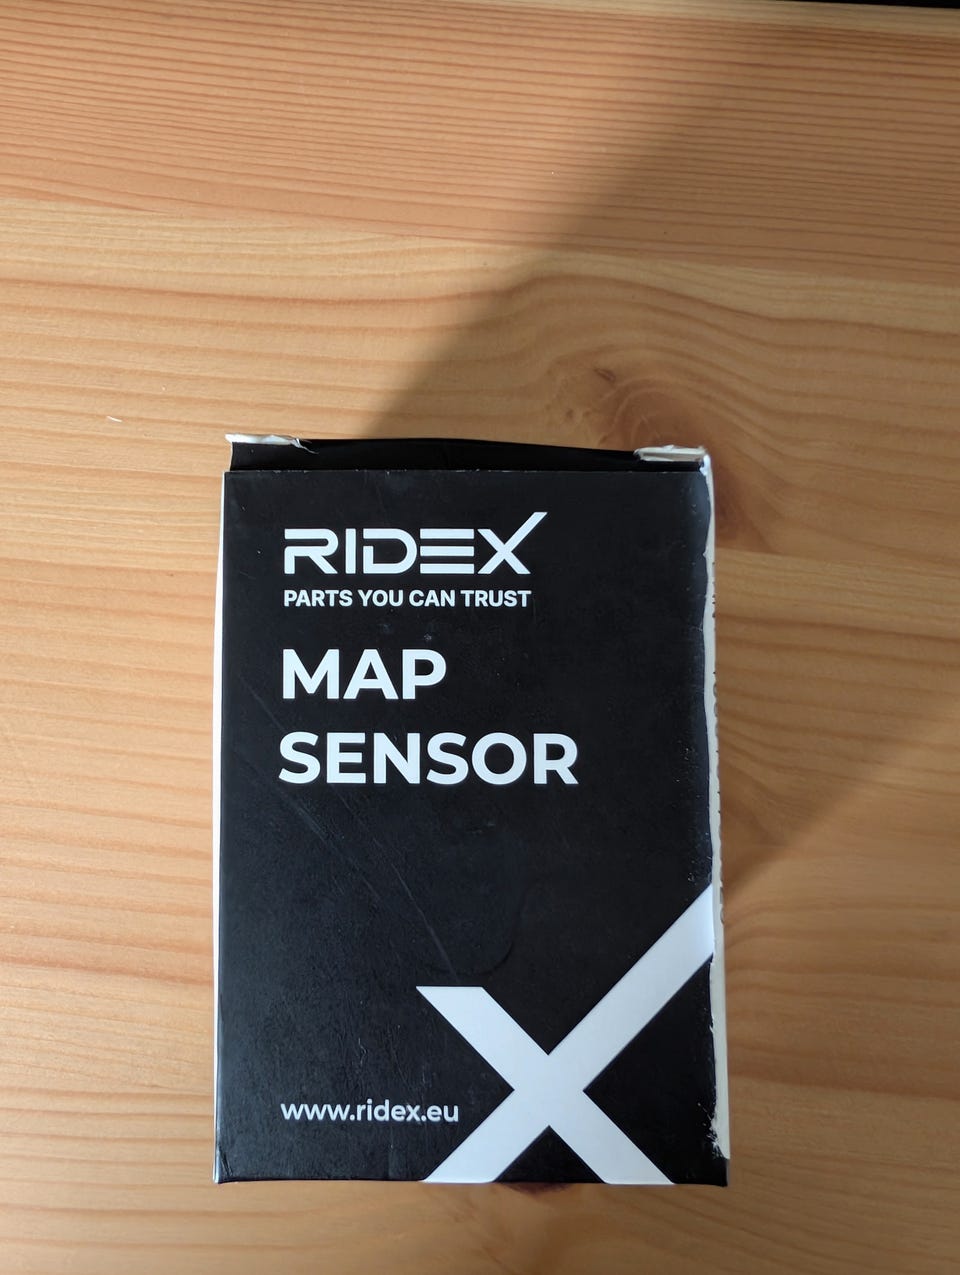 RIDEX
PARTS YOU CAN TRUST
MAP
SENSOR
www.ridex.eu